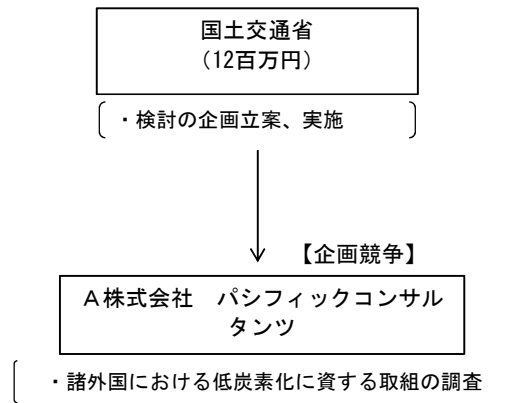 国土交通省
（12百万円）
・検討の企画立案、実施
【企画競争】
Ａ株式会社　パシフィックコンサル
タンツ
・諸外国における低炭素化に資する取組の調査